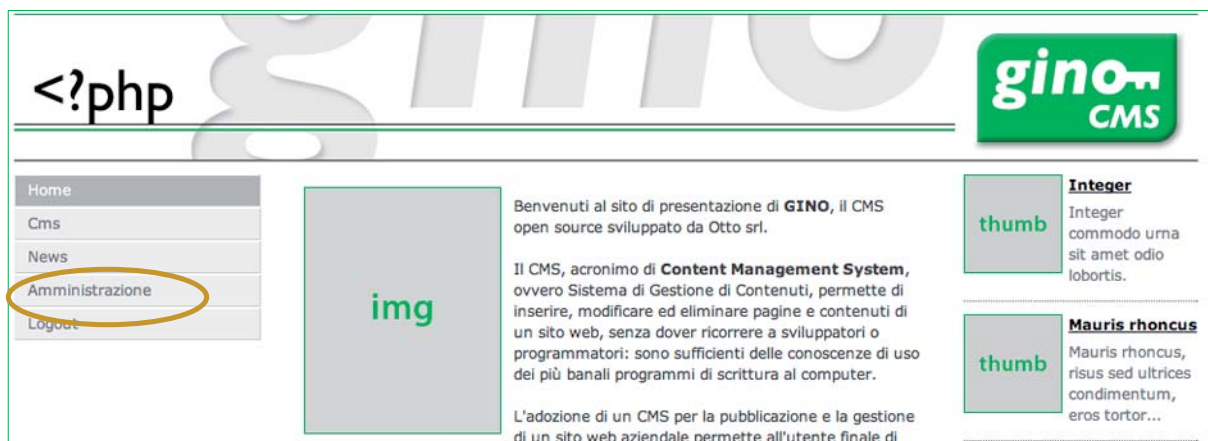 <?php
gino
gino
CMS
Home
Cms
News
Amministrazione
Logout
img
Benvenuti al sito di presentazione di GINO, il CMS
open source sviluppato da Otto srl.
Il CMS, acronimo di Content Management System,
ovvero Sistema di Gestione di Contenuti, permette di
inserire, modificare ed eliminare pagine e contenuti di
un sito web, senza dover ricorrere a sviluppatori o
programmatori: sono sufficienti delle conoscenze di uso
dei più banali programmi di scrittura al computer.
L'adozione di un CMS per la pubblicazione e la gestione
di un sito web aziendale permette all'utente finale di
thumb
Integer
Integer
commodo urna
sit amet odio
lobortis.
thumb
Mauris rhoncus
Mauris rhoncus,
risus sed ultrices
condimentum,
eros tortor...